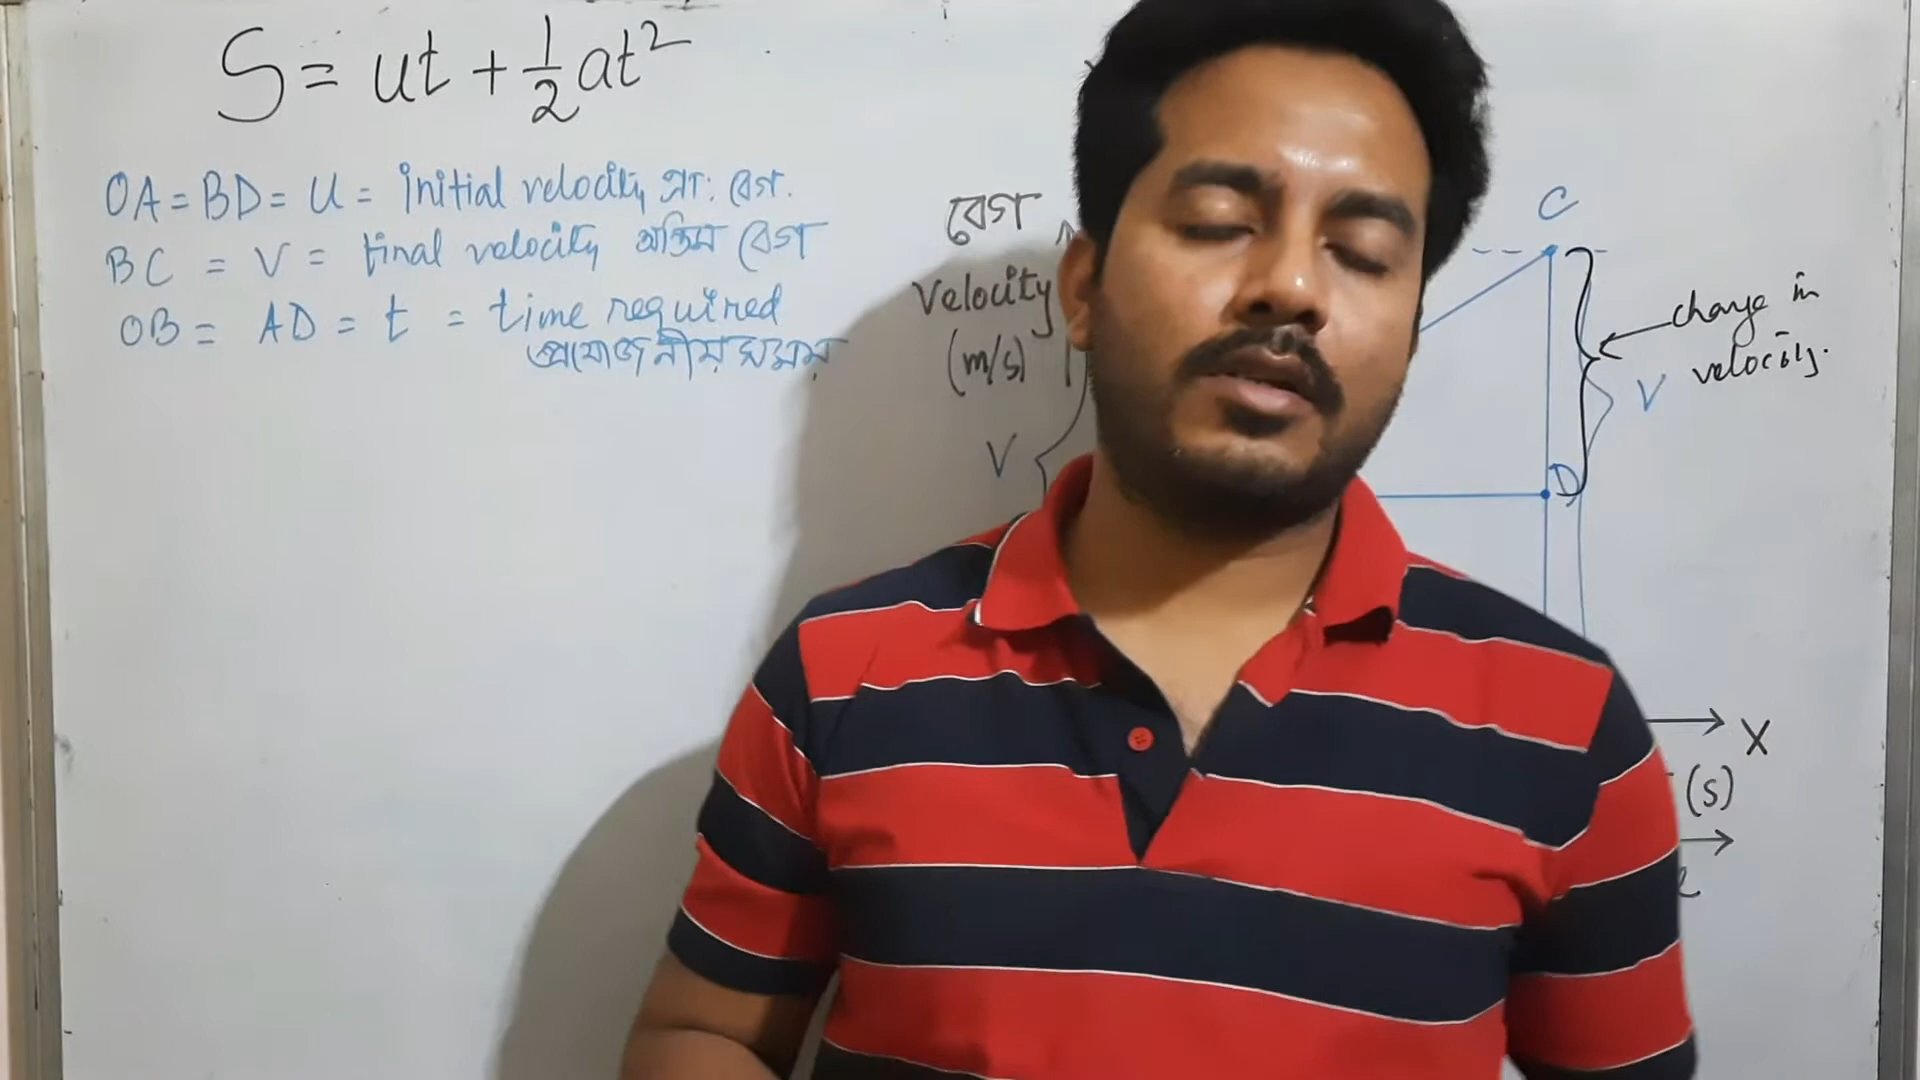 S = ut + ½at²
OA = BD = u = initial velocity প্রা: বেগ.
BC = v = final velocity অন্তিম বেগ
OB = AD = t = time required
প্ৰয়োজনীয় সময়
বেগ
Velocity
(m/s)
V
C
change in
velocity.
V
D
X
(s)